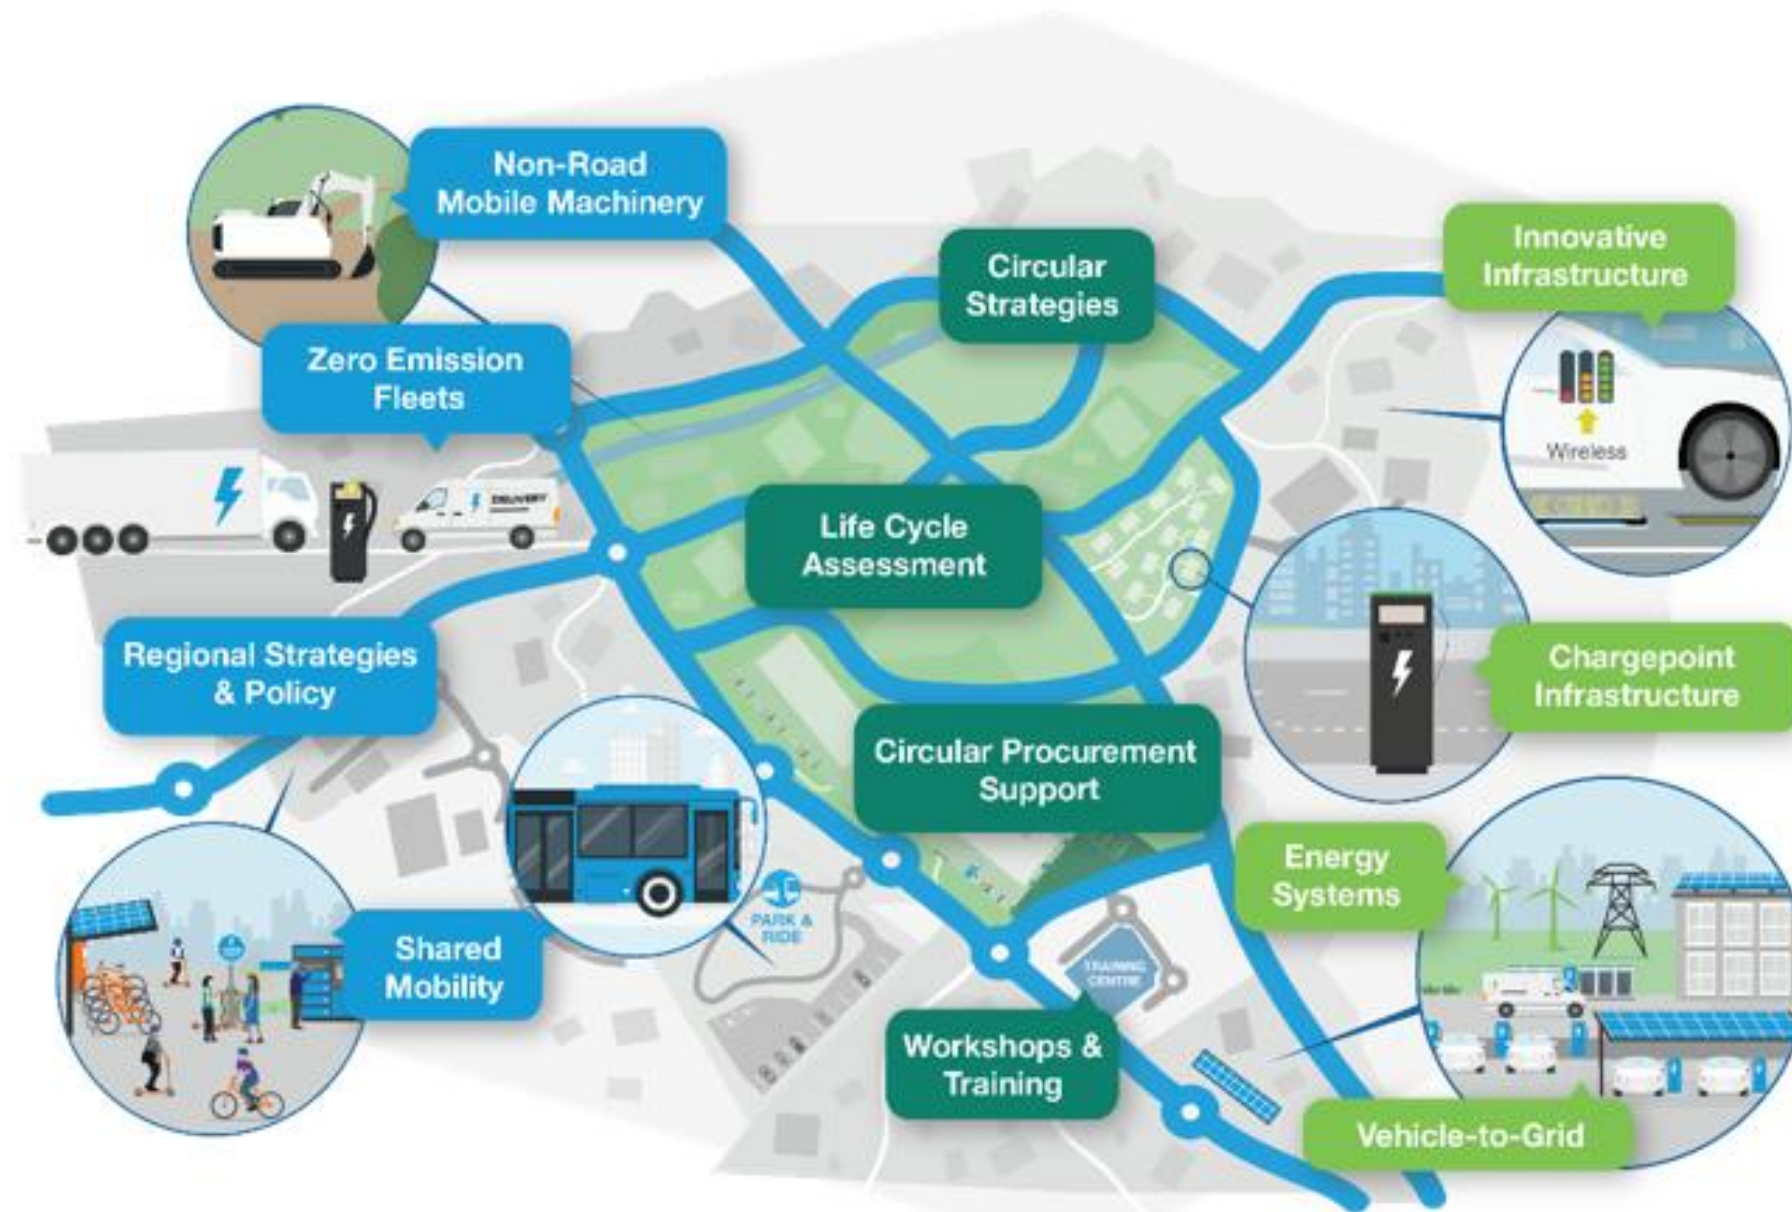 Non-Road
Mobile Machinery
Circular
Strategies
Innovative
Infrastructure
Zero Emission
Fleets
Wireless
DELIVERY
Life Cycle
Assessment
Regional Strategies
& Policy
Chargepoint
Infrastructure
Circular Procurement
Support
Energy
Systems
PARK &
RIDE
Shared
Mobility
TRAINING
CENTRE
Workshops &
Training
Vehicle-to-Grid